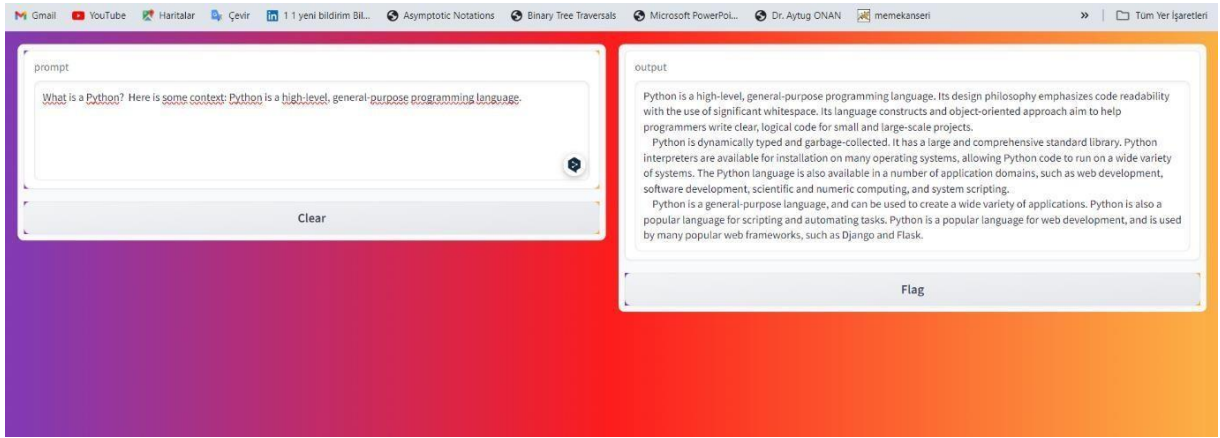 Gmail YouTube Haritalar Çevir 1 1 yeni bildirim Bil... Asymptotic Notations Binary Tree Traversals Microsoft PowerPoi... Dr. Aytug ONAN memekanseri » Tüm Yer İşaretleri
prompt
What is a Python? Here is some context: Python is a high-level, general-purpose programming language.
Clear
output
Python is a high-level, general-purpose programming language. Its design philosophy emphasizes code readability
with the use of significant whitespace. Its language constructs and object-oriented approach aim to help
programmers write clear, logical code for small and large-scale projects.
Python is dynamically typed and garbage-collected. It has a large and comprehensive standard library. Python
interpreters are available for installation on many operating systems, allowing Python code to run on a wide variety
of systems. The Python language is also available in a number of application domains, such as web development,
software development, scientific and numeric computing, and system scripting.
Python is a general-purpose language, and can be used to create a wide variety of applications. Python is also a
popular language for scripting and automating tasks. Python is a popular language for web development, and is used
by many popular web frameworks, such as Django and Flask.
Flag